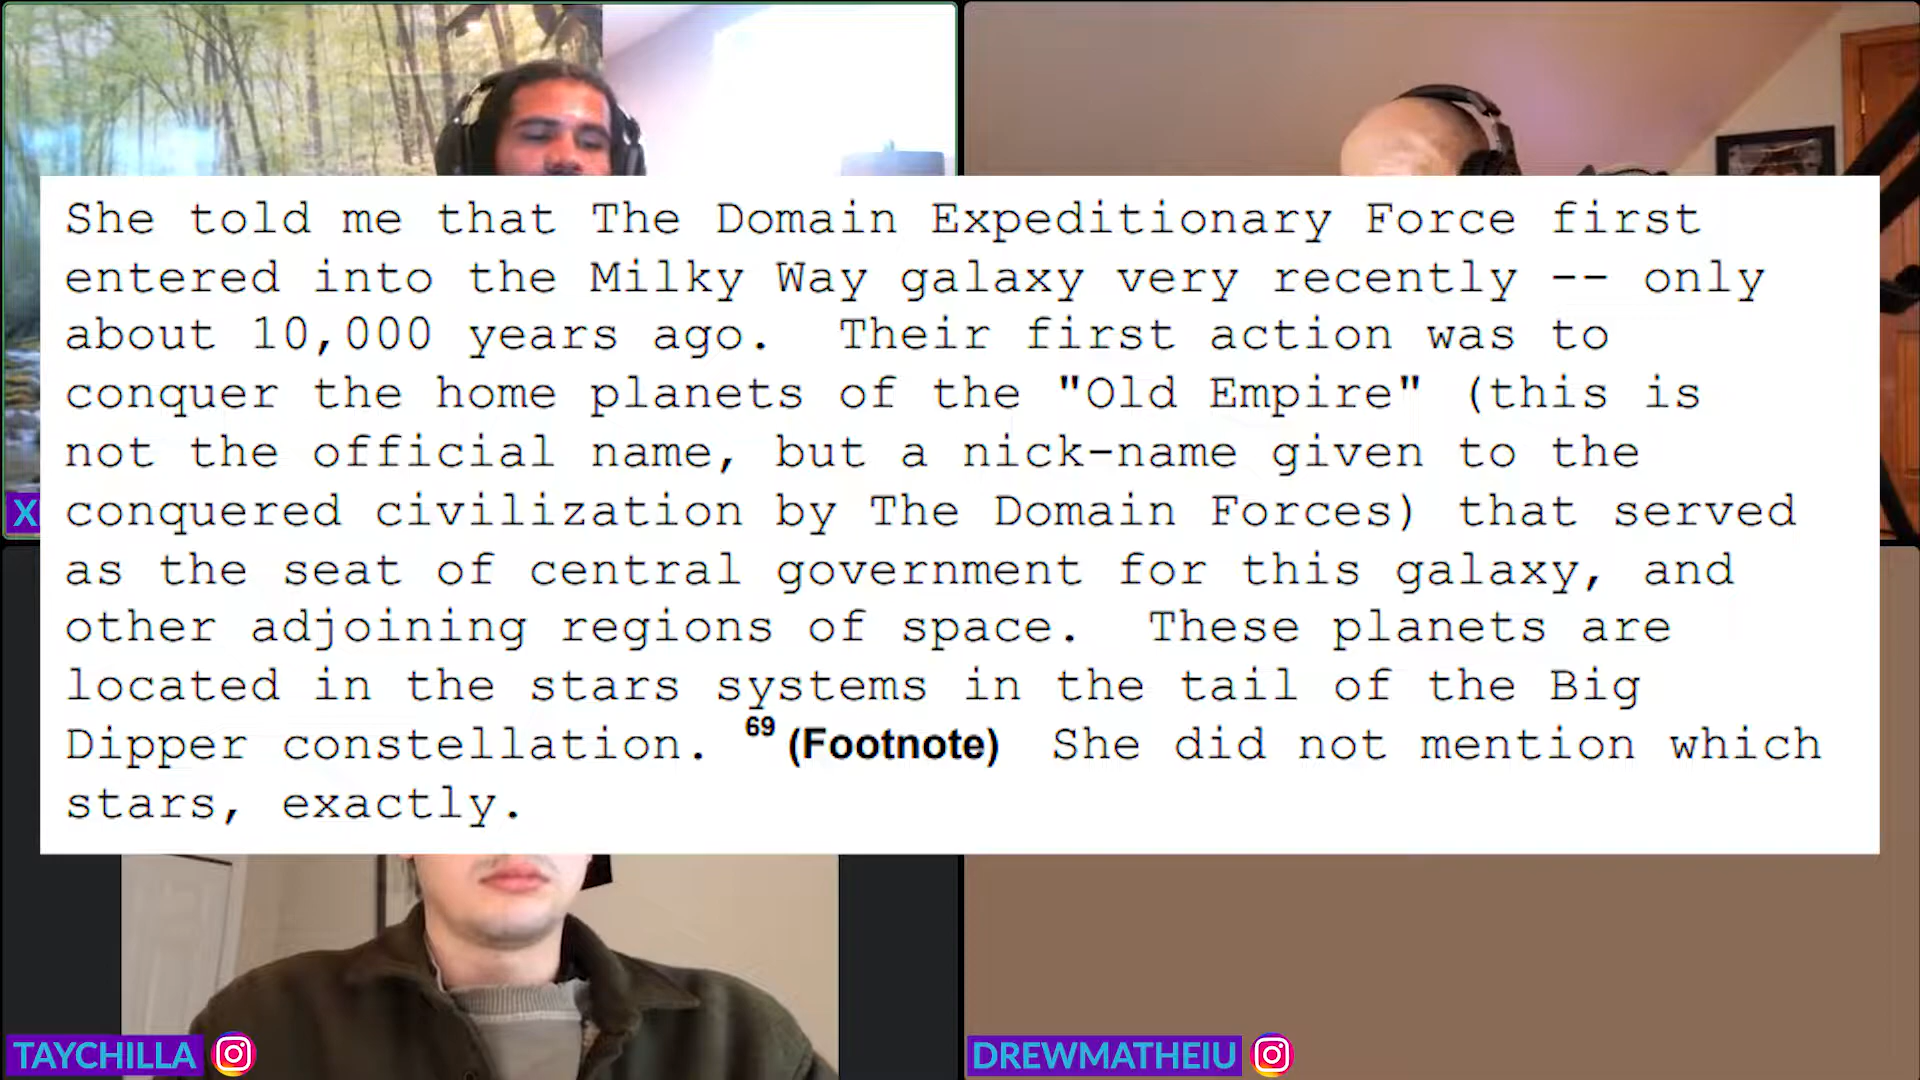 She told me that The Domain Expeditionary Force first
entered into the Milky Way galaxy very recently -- only
about 10,000 years ago.  Their first action was to
conquer the home planets of the "Old Empire" (this is
not the official name, but a nick-name given to the
conquered civilization by The Domain Forces) that served
as the seat of central government for this galaxy, and
other adjoining regions of space.  These planets are
located in the stars systems in the tail of the Big
Dipper constellation. 69 (Footnote)  She did not mention which
stars, exactly.
TAYCHILLA
DREWMATHEIU